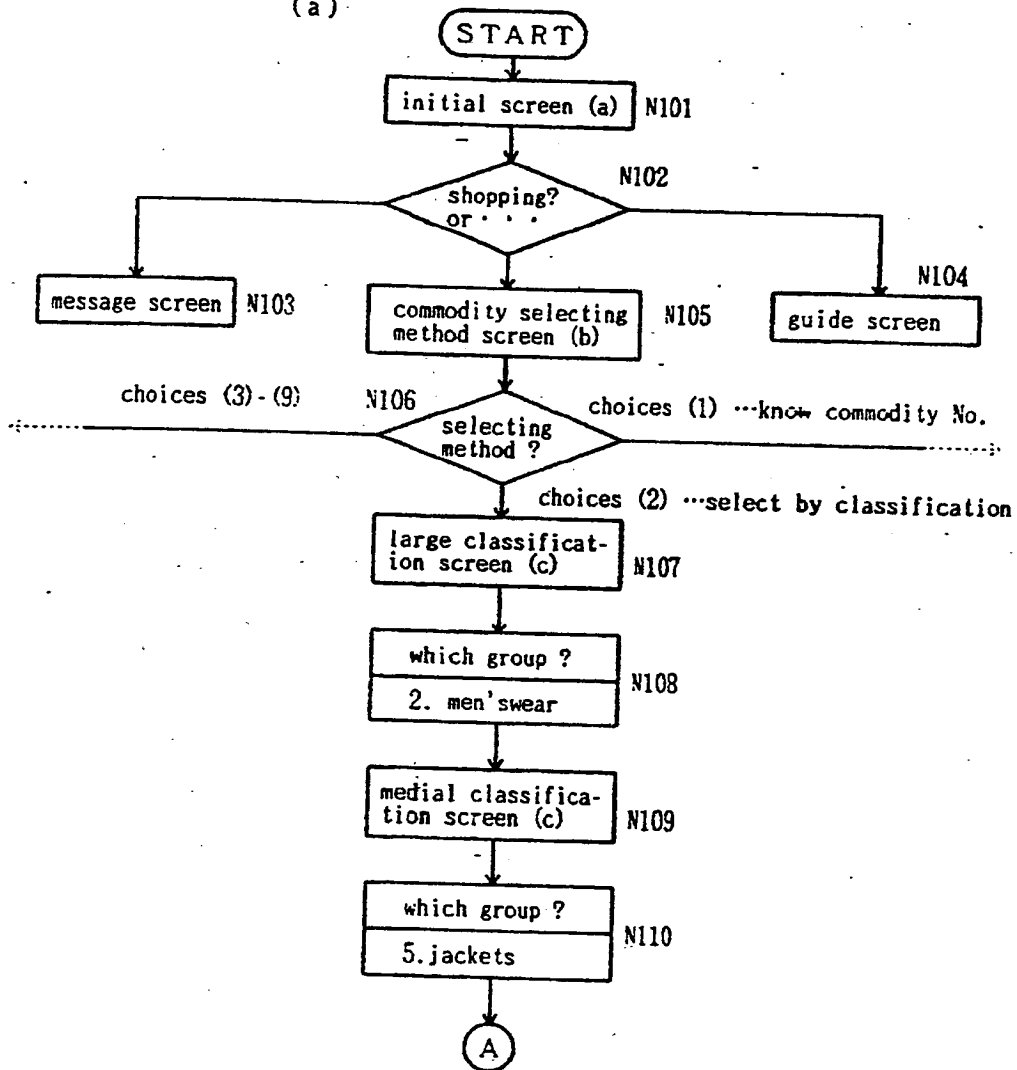 (a)
START
initial screen (a)
N101
N102
shopping?
or · · ·
message screen
N103
N104
guide screen
commodity selecting
method screen (b)
N105
choices (3)-(9)
N106
choices (1) …know commodity No.
selecting
method ?
choices (2) …select by classification
large classificat-
ion screen (c)
N107
which group ?
2. men'swear
N108
medial classifica-
tion screen (c)
N109
which group ?
5.jackets
N110
A